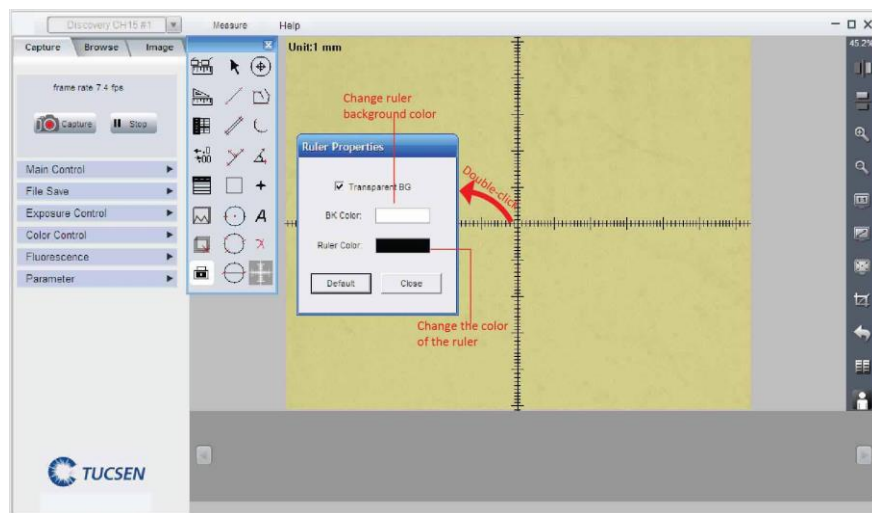 Discovery CH15 #1
Measure
Help
Capture
Browse
Image
Unit:1 mm
45.2%
frame rate 7.4 fps
Capture
Stop
Main Control
File Save
Exposure Control
Color Control
Fluorescence
Parameter
Change ruler
background color
Ruler Properties
Transparent BG
BK Color:
Ruler Color:
Default
Close
Double-click
Change the color
of the ruler
A
TUCSEN